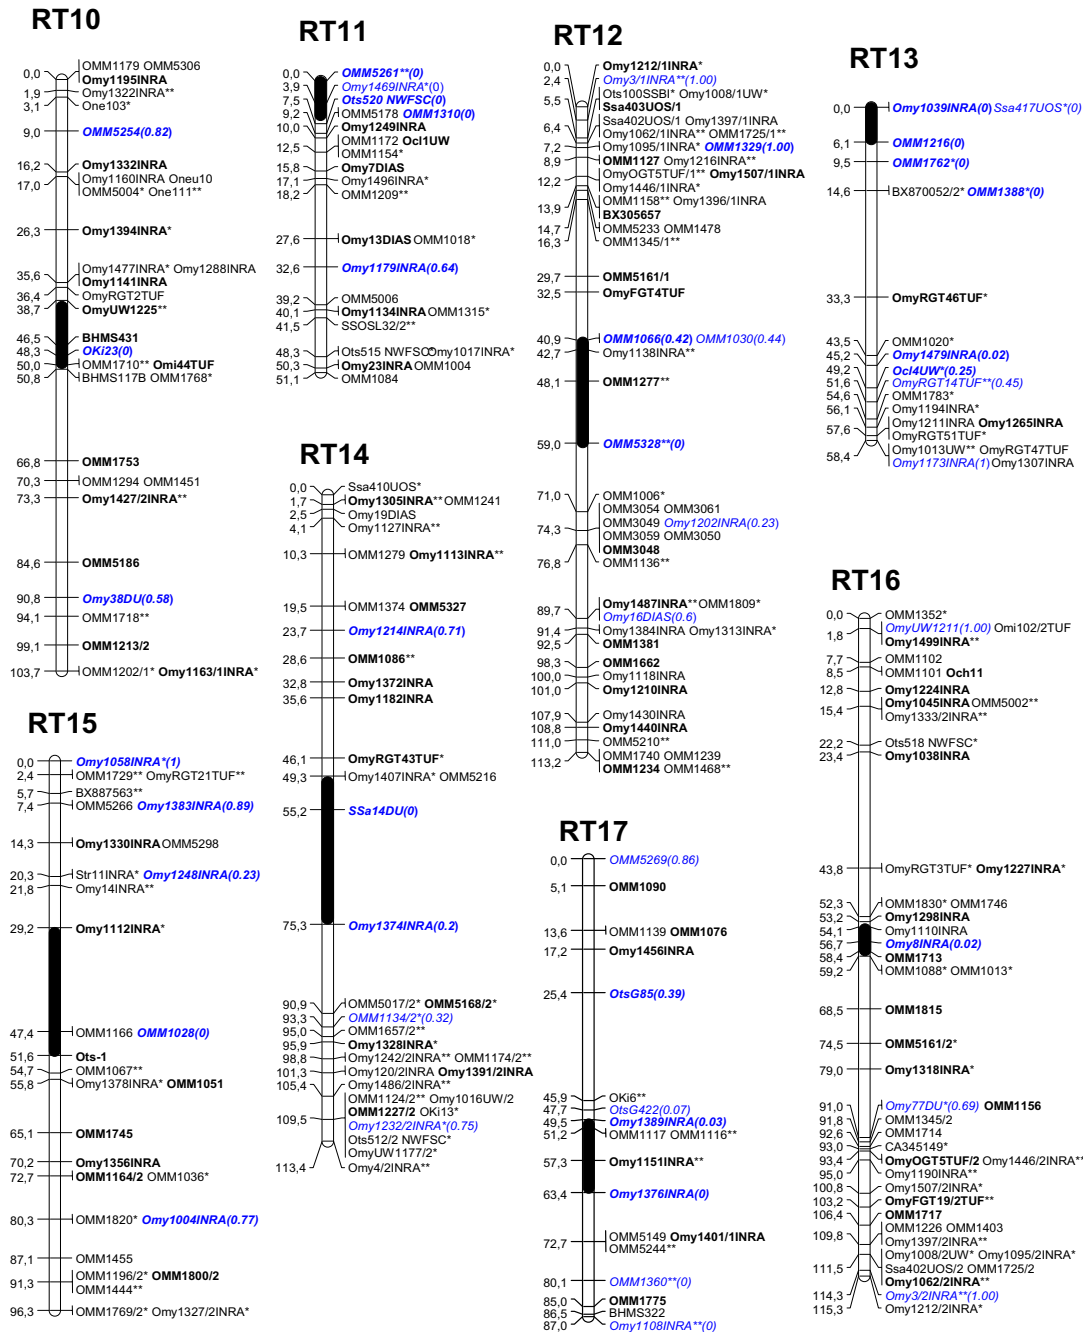 RT10
OMM1179 OMM5306
0,0 Omy1195INRA
1,9 Omy1322INRA**
3,1 One103*
9,0 OMM5254(0.82)
16,2 Omy1332INRA
17,0 Omy1160INRA Oneu10
OMM5004* One111**
26,3 Omy1394INRA*
Omy1477INRA* Omy1288INRA
35,6 Omy1141INRA
36,4 OmyRGT2TUF
38,7 OmyUW1225**
46,5 BHMS431
48,3 OKi23(0)
50,0 OMM1710** Omi44TUF
50,8 BHMS117B OMM1768*
66,8 OMM1753
70,3 OMM1294 OMM1451
73,3 Omy1427/2INRA**
84,6 OMM5186
90,8 Omy38DU(0.58)
94,1 OMM1718**
99,1 OMM1213/2
103,7 OMM1202/1* Omy1163/1INRA*
RT11
0,0 OMM5261**(0)
3,9 Omy1469INRA*(0)
7,5 Ots520 NWFSC(0)
9,2 OMM5178 OMM1310(0)
10,0 Omy1249INRA
12,5 OMM1172 Ocl1UW
OMM1154*
15,8 Omy7DIAS
17,1 Omy1496INRA*
18,2 OMM1209**
27,6 Omy13DIAS OMM1018*
32,6 Omy1179INRA(0.64)
39,2 OMM5006
40,1 Omy1134INRA OMM1315*
41,5 SSOSL32/2**
48,3 Ots515 NWFSC* Omy1017INRA*
50,3 Omy23INRA OMM1004
51,1 OMM1084
RT12
0,0 Omy1212/1INRA*
2,4 Omy3/1INRA**(1.00)
5,5 Ots100SSBI* Omy1008/1UW*
Ssa403UOS/1
6,4 Ssa402UOS/1 Omy1397/1INRA
Omy1062/1INRA** OMM1725/1**
7,2 Omy1095/1INRA* OMM1329(1.00)
8,9 OMM1127 Omy1216INRA**
12,2 OmyOGT5TUF/1** Omy1507/1INRA
Omy1446/1INRA*
13,9 OMM1158** Omy1396/1INRA
BX305657
14,7 OMM5233 OMM1478
16,3 OMM1345/1**
29,7 OMM5161/1
32,5 OmyFGT4TUF
40,9 OMM1066(0.42) OMM1030(0.44)
42,7 Omy1138INRA**
48,1 OMM1277**
59,0 OMM5328**(0)
71,0 OMM1006*
OMM3054 OMM3061
74,3 OMM3049 Omy1202INRA(0.23)
OMM3059 OMM3050
OMM3048
76,8 OMM1136**
89,7 Omy1487INRA** OMM1809*
Omy16DIAS(0.6)
91,4 Omy1384INRA Omy1313INRA*
92,5 OMM1381
98,3 OMM1662
100,0 Omy1118INRA
101,0 Omy1210INRA
107,9 Omy1430INRA
108,8 Omy1440INRA
111,0 OMM5210**
113,2 OMM1740 OMM1239
OMM1234 OMM1468**
RT13
0,0 Omy1039INRA(0) Ssa417UOS*(0)
6,1 OMM1216(0)
9,5 OMM1762*(0)
14,6 BX870052/2* OMM1388*(0)
33,3 OmyRGT46TUF*
43,5 OMM1020*
45,2 Omy1479INRA(0.02)
49,2 Ocl4UW*(0.25)
51,6 OmyRGT14TUF**(0.45)
54,6 OMM1783*
56,1 Omy1194INRA*
57,6 Omy1211INRA Omy1265INRA
OmyRGT51TUF*
58,4 Omy1013UW** OmyRGT47TUF
Omy1173INRA(1) Omy1307INRA
RT14
0,0 Ssa410UOS*
1,7 Omy1305INRA** OMM1241
2,5 Omy19DIAS
4,1 Omy1127INRA**
10,3 OMM1279 Omy1113INRA**
19,5 OMM1374 OMM5327
23,7 Omy1214INRA(0.71)
28,6 OMM1086**
32,8 Omy1372INRA
35,6 Omy1182INRA
46,1 OmyRGT43TUF*
49,3 Omy1407INRA* OMM5216
55,2 SSa14DU(0)
75,3 Omy1374INRA(0.2)
90,9 OMM5017/2* OMM5168/2*
93,3 OMM1134/2*(0.32)
95,0 OMM1657/2**
95,9 Omy1328INRA*
98,8 Omy1242/2INRA** OMM1174/2**
101,3 Omy120/2INRA Omy1391/2INRA
105,4 Omy1486/2INRA**
OMM1124/2** Omy1016UW/2
109,5 OMM1227/2 OKi13*
Omy1232/2INRA*(0.75)
Ots512/2 NWFSC*
OmyUW1177/2*
113,4 Omy4/2INRA**
RT15
0,0 Omy1058INRA*(1)
2,4 OMM1729** OmyRGT21TUF**
5,7 BX887563**
7,4 OMM5266 Omy1383INRA(0.89)
14,3 Omy1330INRA OMM5298
20,3 Str11INRA* Omy1248INRA(0.23)
21,8 Omy14INRA**
29,2 Omy1112INRA*
47,4 OMM1166 OMM1028(0)
51,6 Ots-1
54,7 OMM1067**
55,8 Omy1378INRA* OMM1051
65,1 OMM1745
70,2 Omy1356INRA
72,7 OMM1164/2 OMM1036*
80,3 OMM1820* Omy1004INRA(0.77)
87,1 OMM1455
91,3 OMM1196/2* OMM1800/2
OMM1444**
96,3 OMM1769/2* Omy1327/2INRA*
RT16
0,0 OMM1352*
1,8 OmyUW1211(1.00) Omi102/2TUF
Omy1499INRA**
7,7 OMM1102
8,5 OMM1101 Och11
12,8 Omy1224INRA
15,4 Omy1045INRA OMM5002**
Omy1333/2INRA**
22,2 Ots518 NWFSC*
23,4 Omy1038INRA
43,8 OmyRGT3TUF* Omy1227INRA*
52,3 OMM1830* OMM1746
53,2 Omy1298INRA
54,1 Omy1110INRA
56,7 Omy8INRA(0.02)
58,4 OMM1713
59,2 OMM1088* OMM1013*
68,5 OMM1815
74,5 OMM5161/2*
79,0 Omy1318INRA*
91,0 Omy77DU*(0.69) OMM1156
91,8 OMM1345/2
92,6 OMM1714
93,0 CA345149*
93,4 OmyOGT5TUF/2 Omy1446/2INRA**
95,0 Omy1190INRA**
100,8 Omy1507/2INRA*
103,2 OmyFGT19/2TUF**
106,4 OMM1717
109,8 OMM1226 OMM1403
Omy1397/2INRA**
Omy1008/2UW* Omy1095/2INRA*
111,5 Ssa402UOS/2 OMM1725/2
Omy1062/2INRA**
114,3 Omy3/2INRA**(1.00)
115,3 Omy1212/2INRA*
RT17
0,0 OMM5269(0.86)
5,1 OMM1090
13,6 OMM1139 OMM1076
17,2 Omy1456INRA
25,4 OtsG85(0.39)
45,9 OKi6**
47,7 OtsG422(0.07)
49,5 Omy1389INRA(0.03)
51,2 OMM1117 OMM1116**
57,3 Omy1151INRA**
63,4 Omy1376INRA(0)
72,7 OMM5149 Omy1401/1INRA
OMM5244**
80,1 OMM1360**(0)
85,0 OMM1775
86,5 BHMS322
87,0 Omy1108INRA**(0)